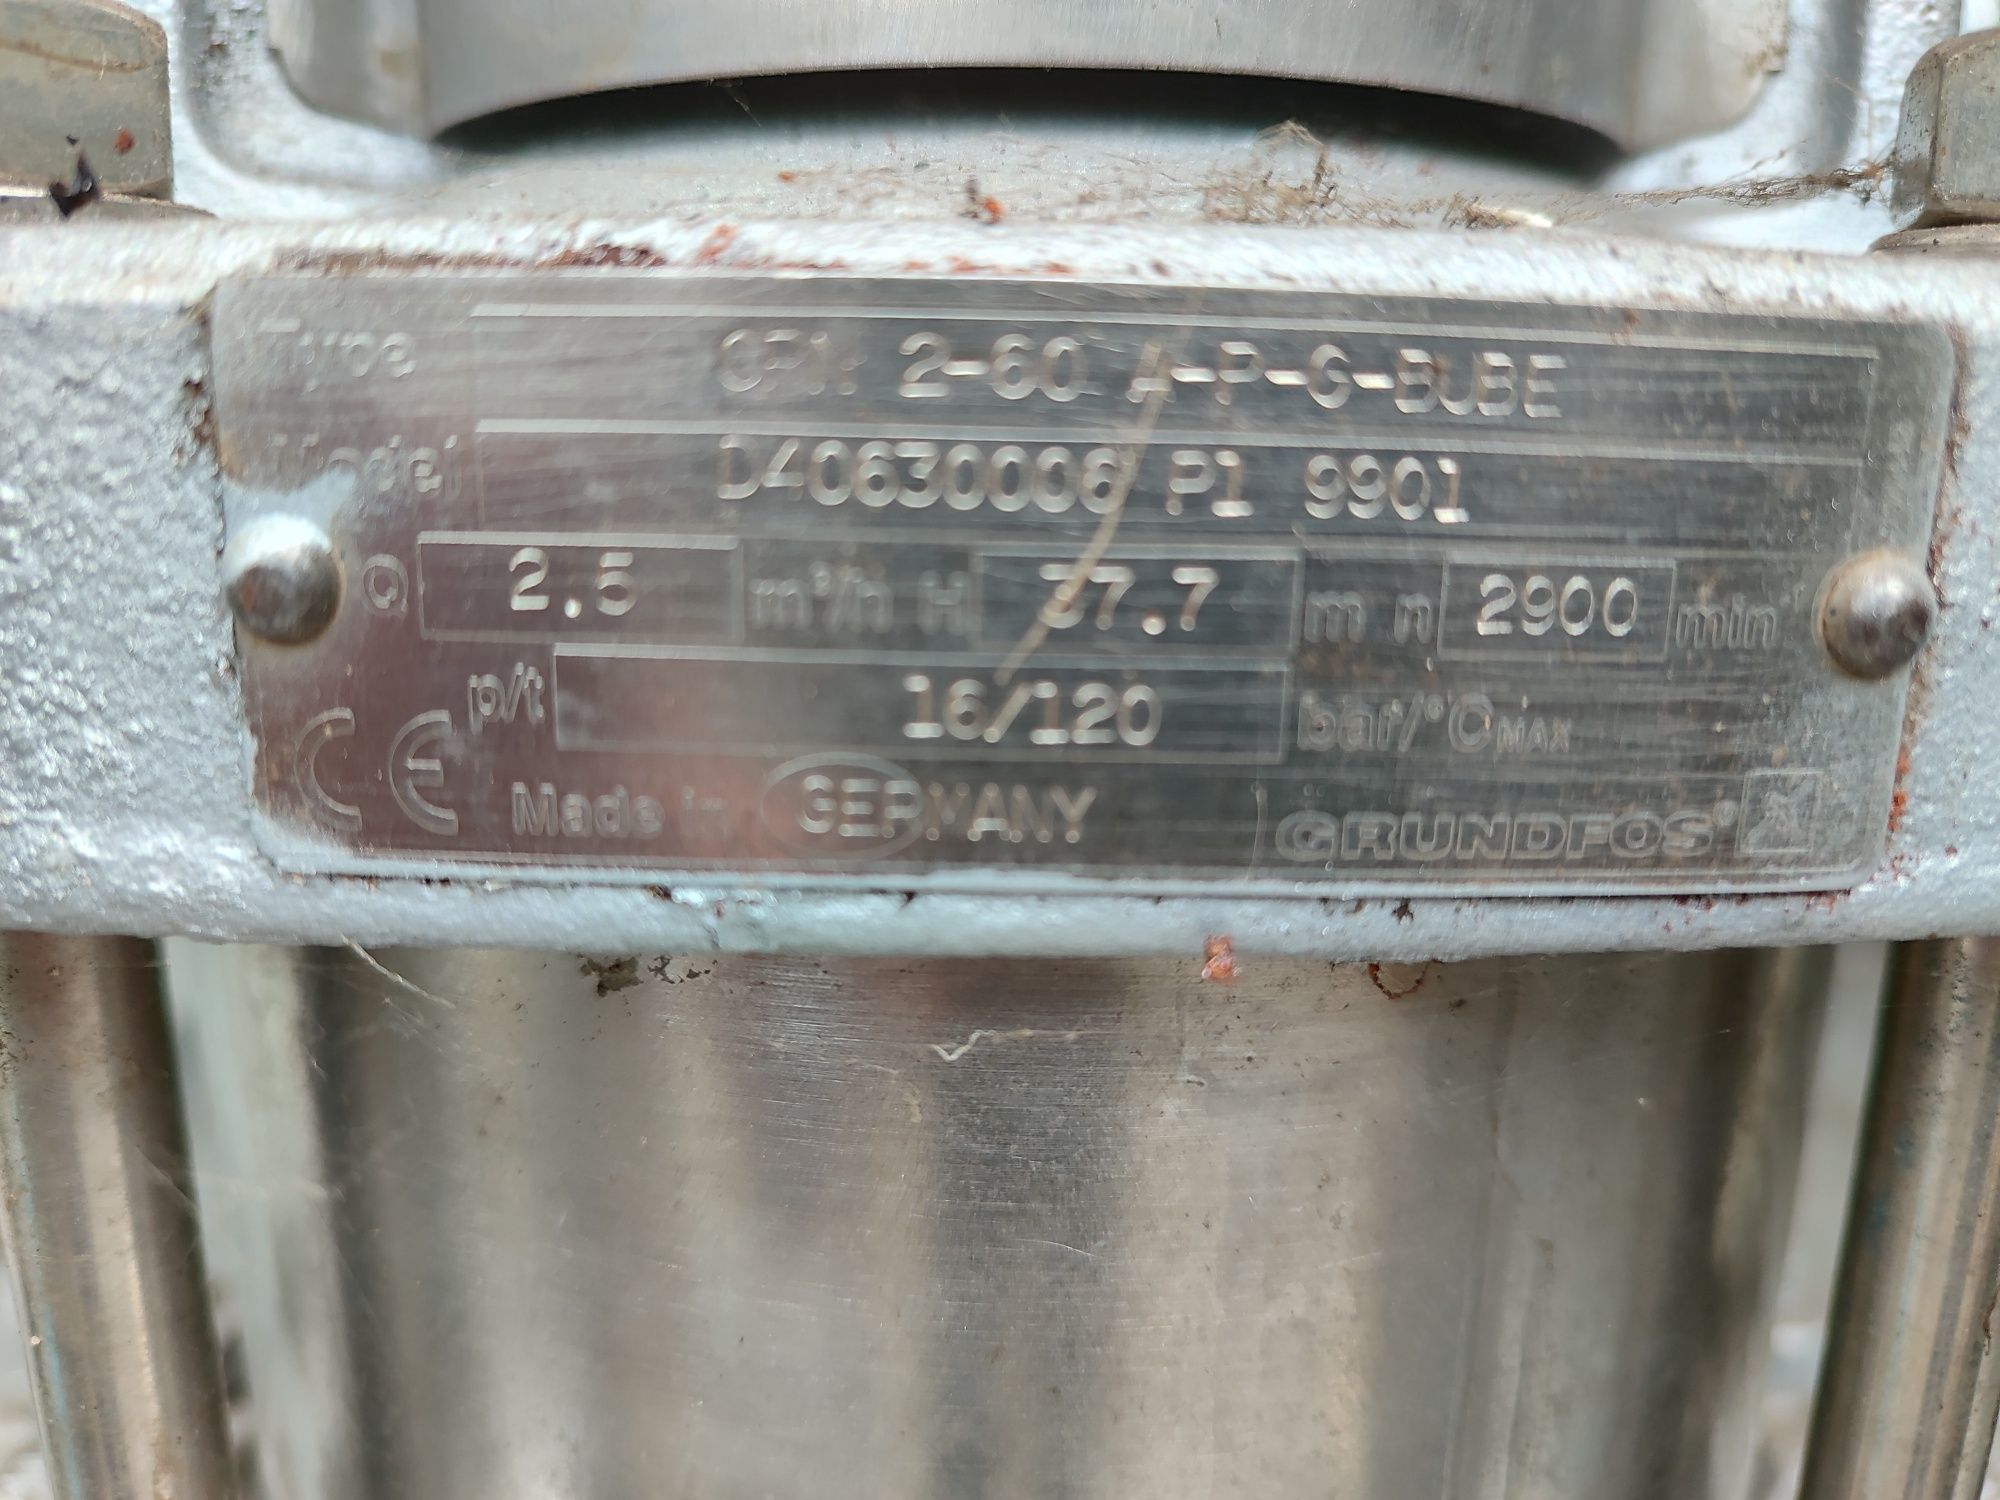 Type CRN 2-60 A-P-G-BUBE
Model D40630006 P1 9901
Q 2.5 m³/h H 37.7 m n 2900 min
p/t 16/120 bar/°C MAX
CE Made in GERMANY GRUNDFOS